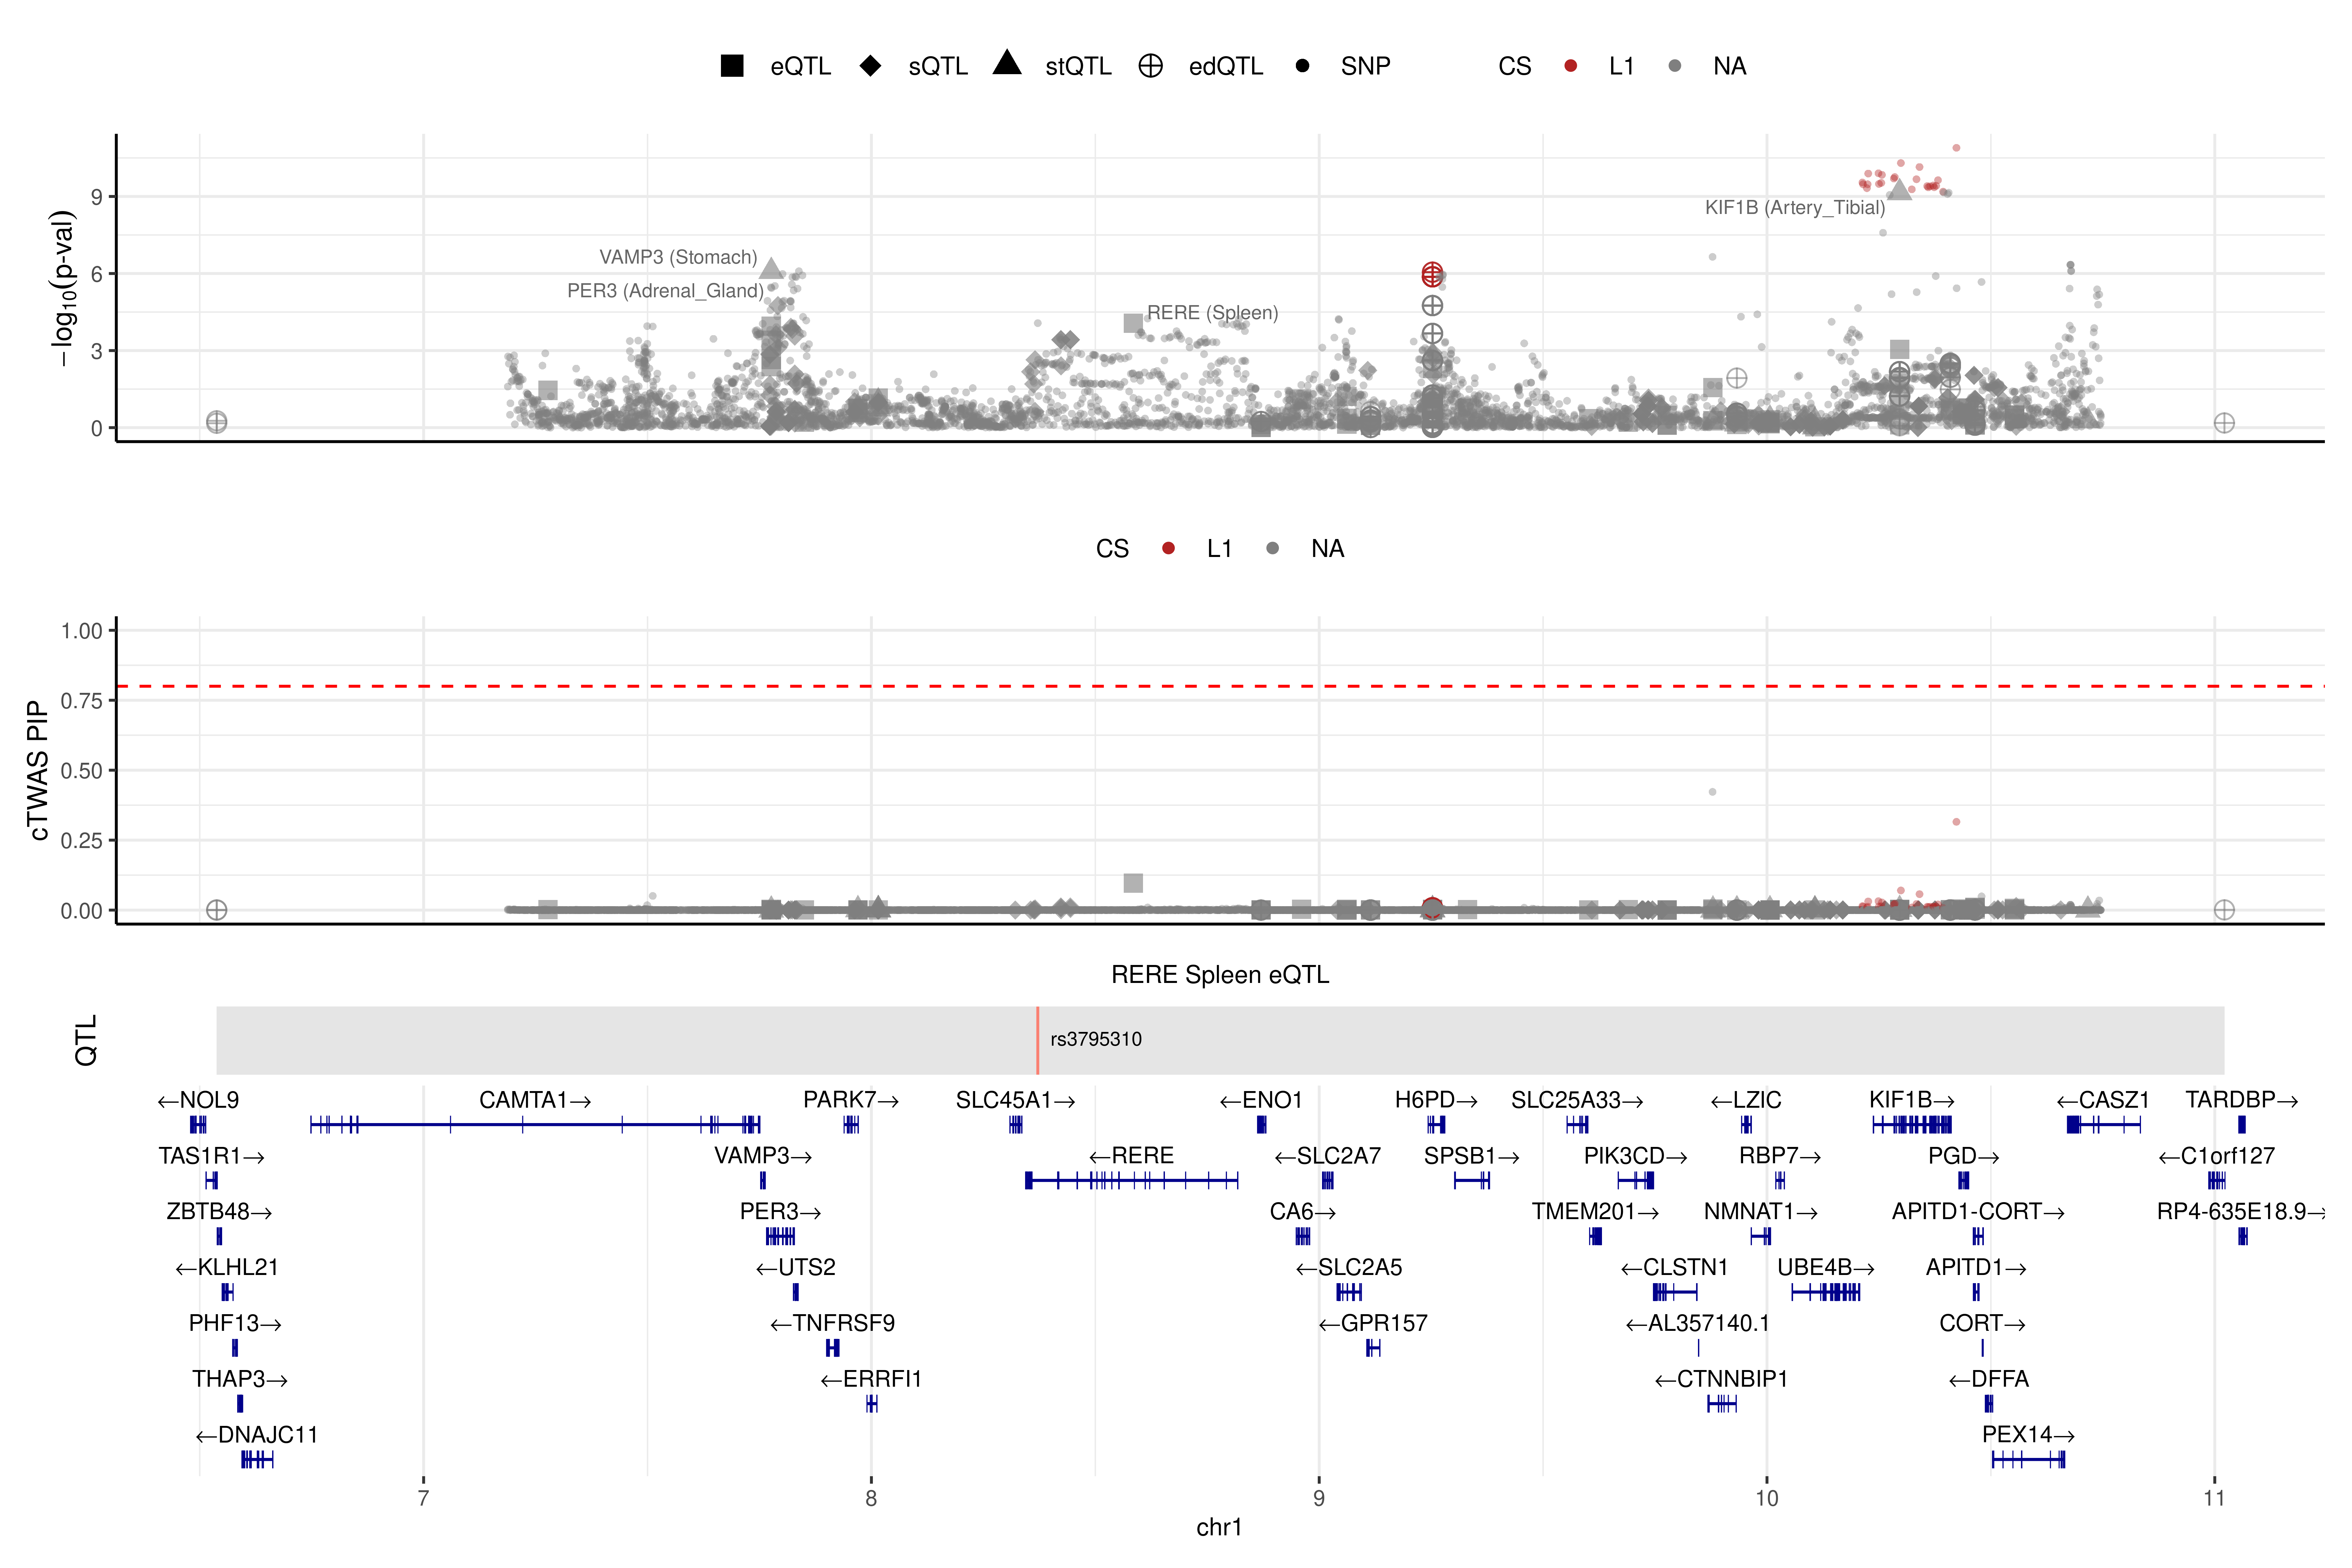 eQTL sQTL stQTL edQTL SNP CS L1 NA
−log10(p-val)
9
6
3
0
KIF1B (Artery_Tibial)
VAMP3 (Stomach)
PER3 (Adrenal_Gland)
RERE (Spleen)
CS L1 NA
cTWAS PIP
1.00
0.75
0.50
0.25
0.00
RERE Spleen eQTL
QTL
rs3795310
←NOL9 CAMTA1→ PARK7→ SLC45A1→ ←ENO1 H6PD→ SLC25A33→ ←LZIC KIF1B→ ←CASZ1 TARDBP→
TAS1R1→ VAMP3→ ←RERE ←SLC2A7 SPSB1→ PIK3CD→ RBP7→ PGD→ ←C1orf127
ZBTB48→ PER3→ CA6→ TMEM201→ NMNAT1→ APITD1-CORT→ RP4-635E18.9→
←KLHL21 ←UTS2 ←SLC2A5 ←CLSTN1 UBE4B→ APITD1→
PHF13→ ←TNFRSF9 ←GPR157 ←AL357140.1 CORT→
THAP3→ ←ERRFI1 ←CTNNBIP1 ←DFFA
←DNAJC11 PEX14→
7 8 9 10 11
chr1